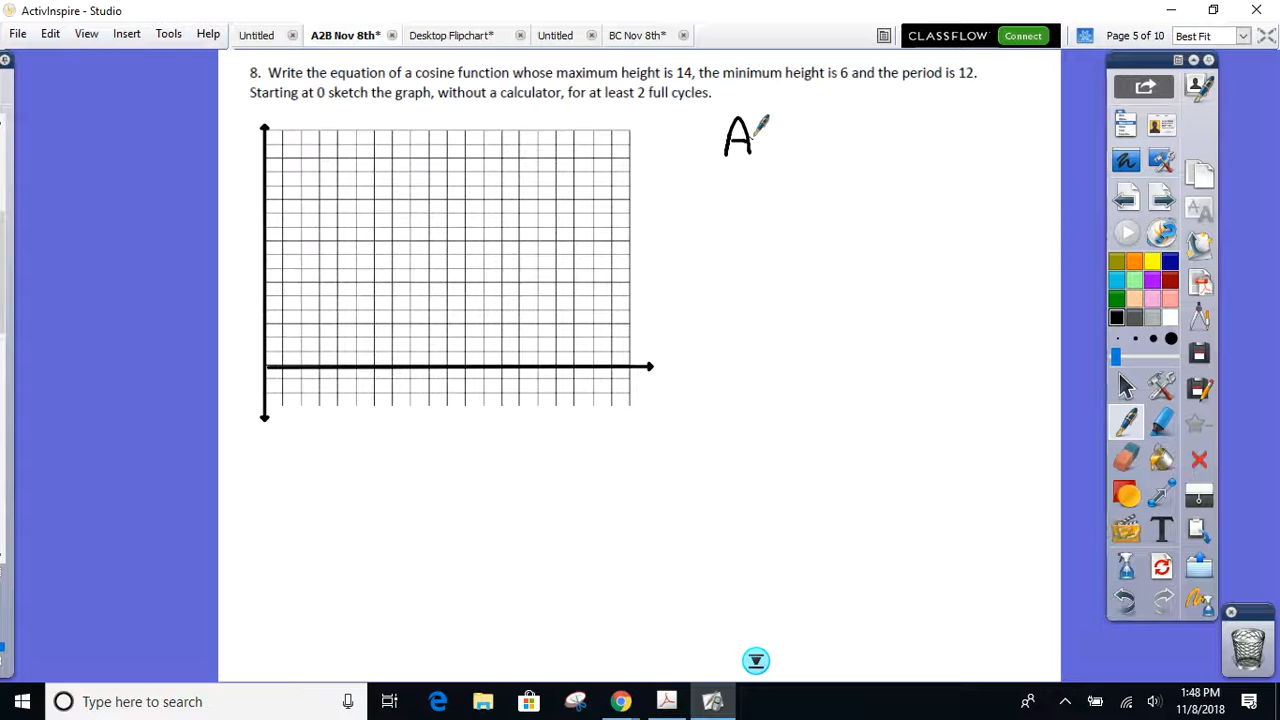 ActivInspire - Studio
File Edit View Insert Tools Help
Untitled A2B Nov 8th* Desktop Flipchart* Untitled BC Nov 8th* CLASSFLOW Connect Page 5 of 10 Best Fit
8. Write the equation of a cosine function whose maximum height is 14, the minimum height is 6 and the period is 12.
Starting at 0 sketch the graph, without a calculator, for at least 2 full cycles.
A
Type here to search
1:48 PM
11/8/2018